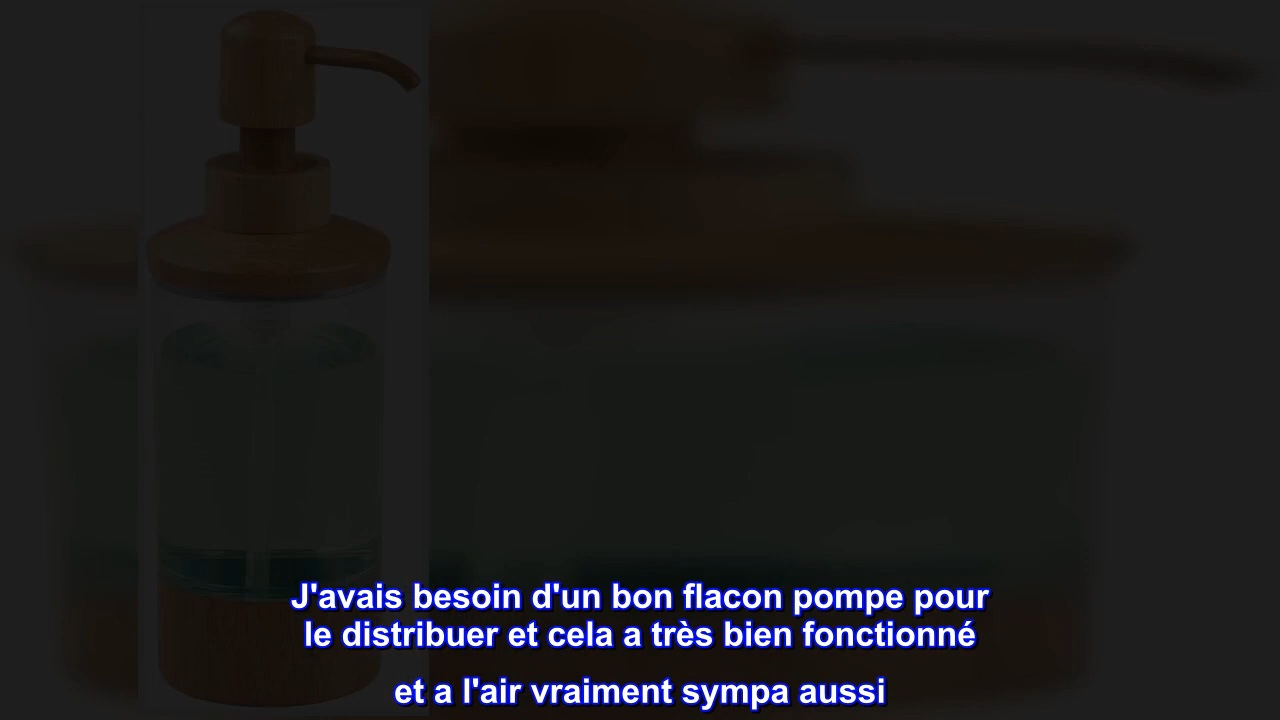 J'avais besoin d'un bon flacon pompe pour
le distribuer et cela a très bien fonctionné
et a l'air vraiment sympa aussi